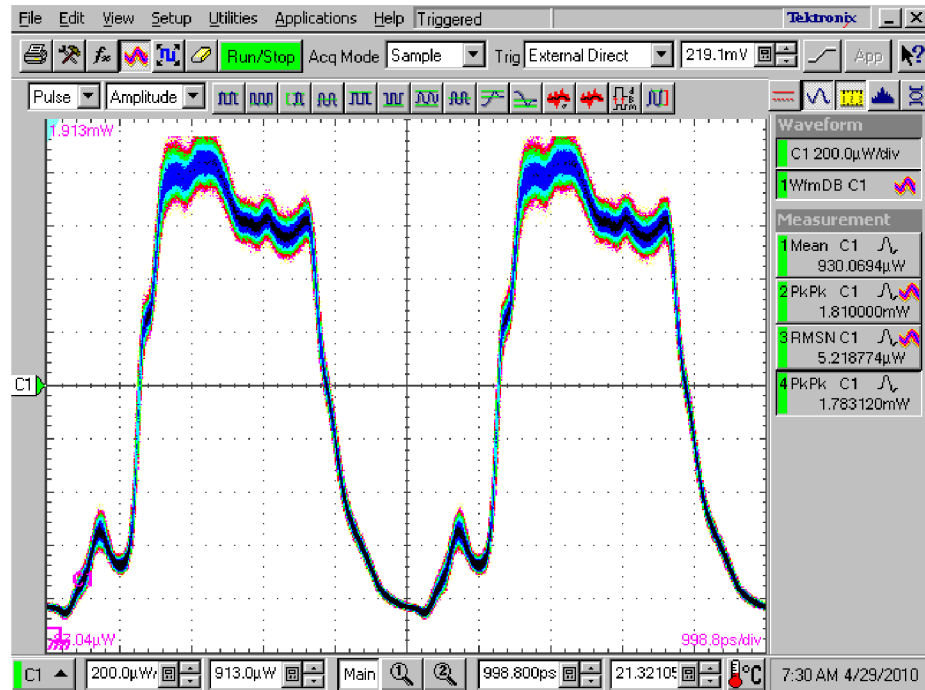 File Edit View Setup Utilities Applications Help Triggered Tektronix
Run/Stop Acq Mode Sample Trig External Direct 219.1mV App
Pulse Amplitude
1.913mW
Waveform
C1 200.0µW/div
1 WfmDB C1
Measurement
1 Mean C1
930.0694µW
2 PkPk C1
1.810000mW
3 RMSN C1
5.218774µW
4 PkPk C1
1.783120mW
C1
998.8ps/div
C1 200.0µW/ 913.0µW Main 998.800ps 21.3210 °C 7:30 AM 4/29/2010